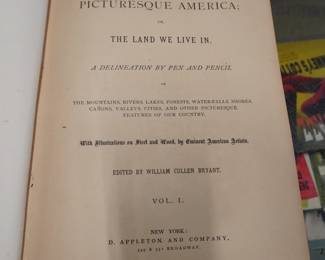 PICTURESQUE AMERICA;
OR,
THE LAND WE LIVE IN.
A DELINEATION BY PEN AND PENCIL
OF
THE MOUNTAINS, RIVERS, LAKES, FORESTS, WATER-FALLS, SHORES,
CAÑONS, VALLEYS, CITIES, AND OTHER PICTURESQUE
FEATURES OF OUR COUNTRY.
With Illustrations on Steel and Wood, by Eminent American Artists.
EDITED BY WILLIAM CULLEN BRYANT.
VOL. I.
NEW YORK:
D. APPLETON AND COMPANY,
BROADWAY.